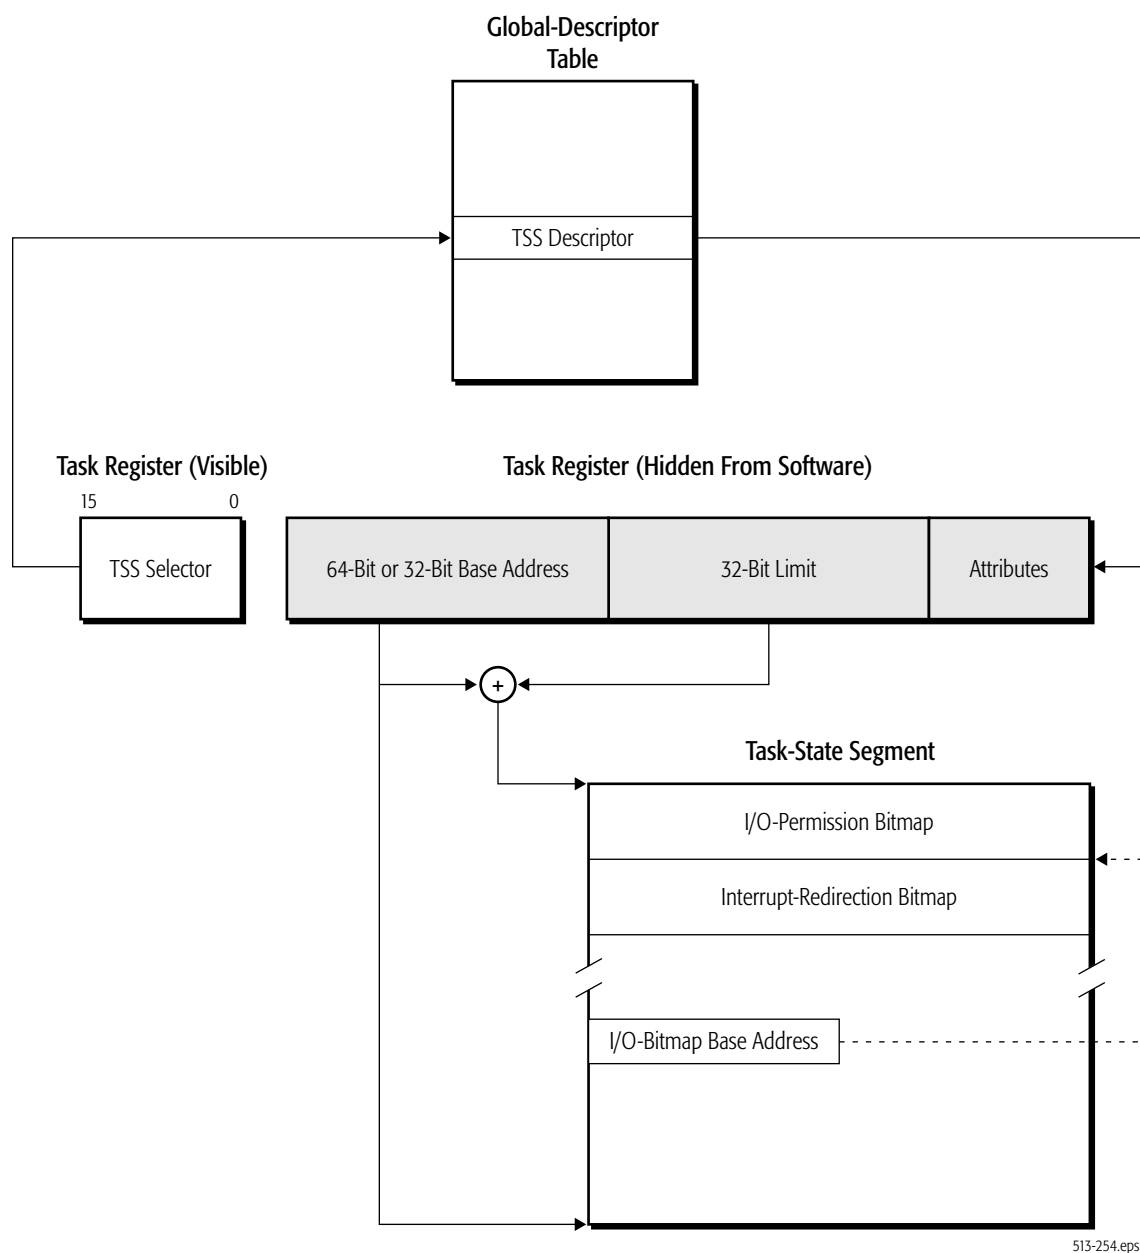 Global-Descriptor
Table
TSS Descriptor
Task Register (Visible)
Task Register (Hidden From Software)
15
0
TSS Selector
64-Bit or 32-Bit Base Address
32-Bit Limit
Attributes
+
Task-State Segment
I/O-Permission Bitmap
Interrupt-Redirection Bitmap
I/O-Bitmap Base Address
513-254.eps